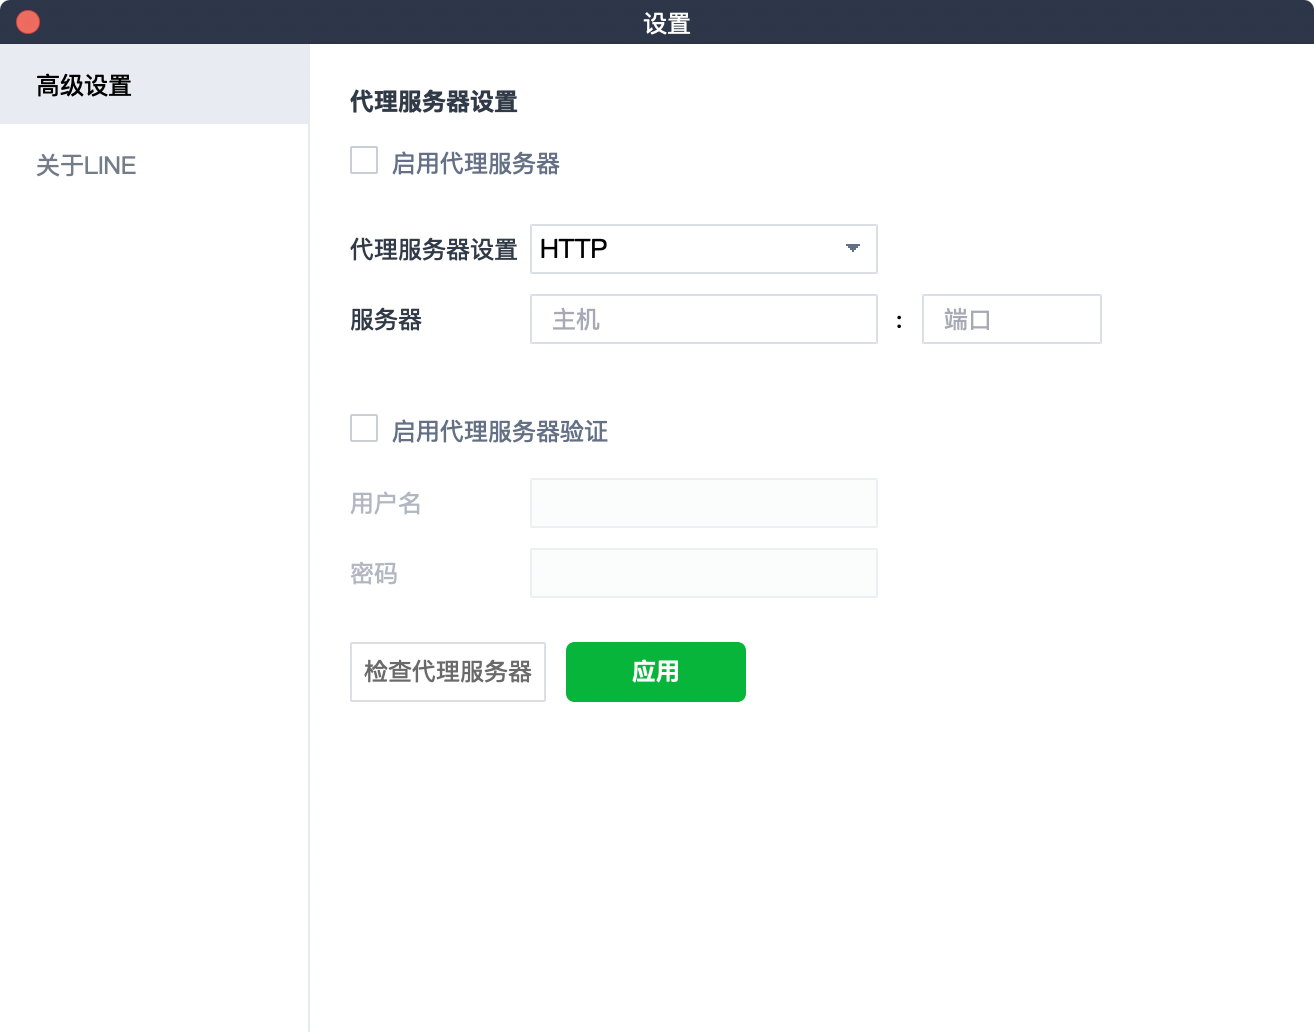 设置
高级设置
关于LINE
代理服务器设置
启用代理服务器
代理服务器设置 HTTP
服务器 主机 : 端口
启用代理服务器验证
用户名
密码
检查代理服务器 应用